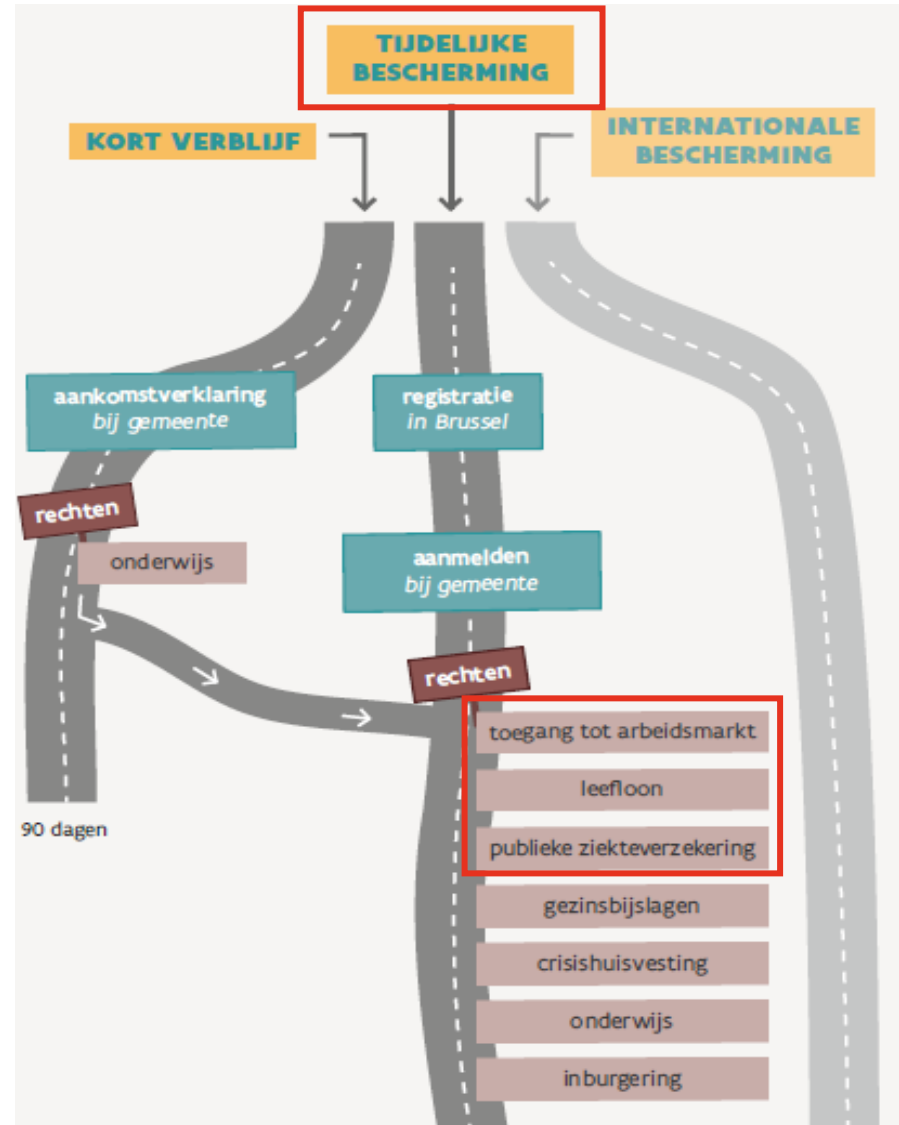 TIJDELIJKE
BESCHERMING
KORT VERBLIJF
INTERNATIONALE
BESCHERMING
aankomstverklaring
bij gemeente
registratie
in Brussel
rechten
onderwijs
aanmelden
bij gemeente
rechten
toegang tot arbeidsmarkt
leefloon
90 dagen
publieke ziekteverzekering
gezinsbijslagen
crisishuisvesting
onderwijs
inburgering